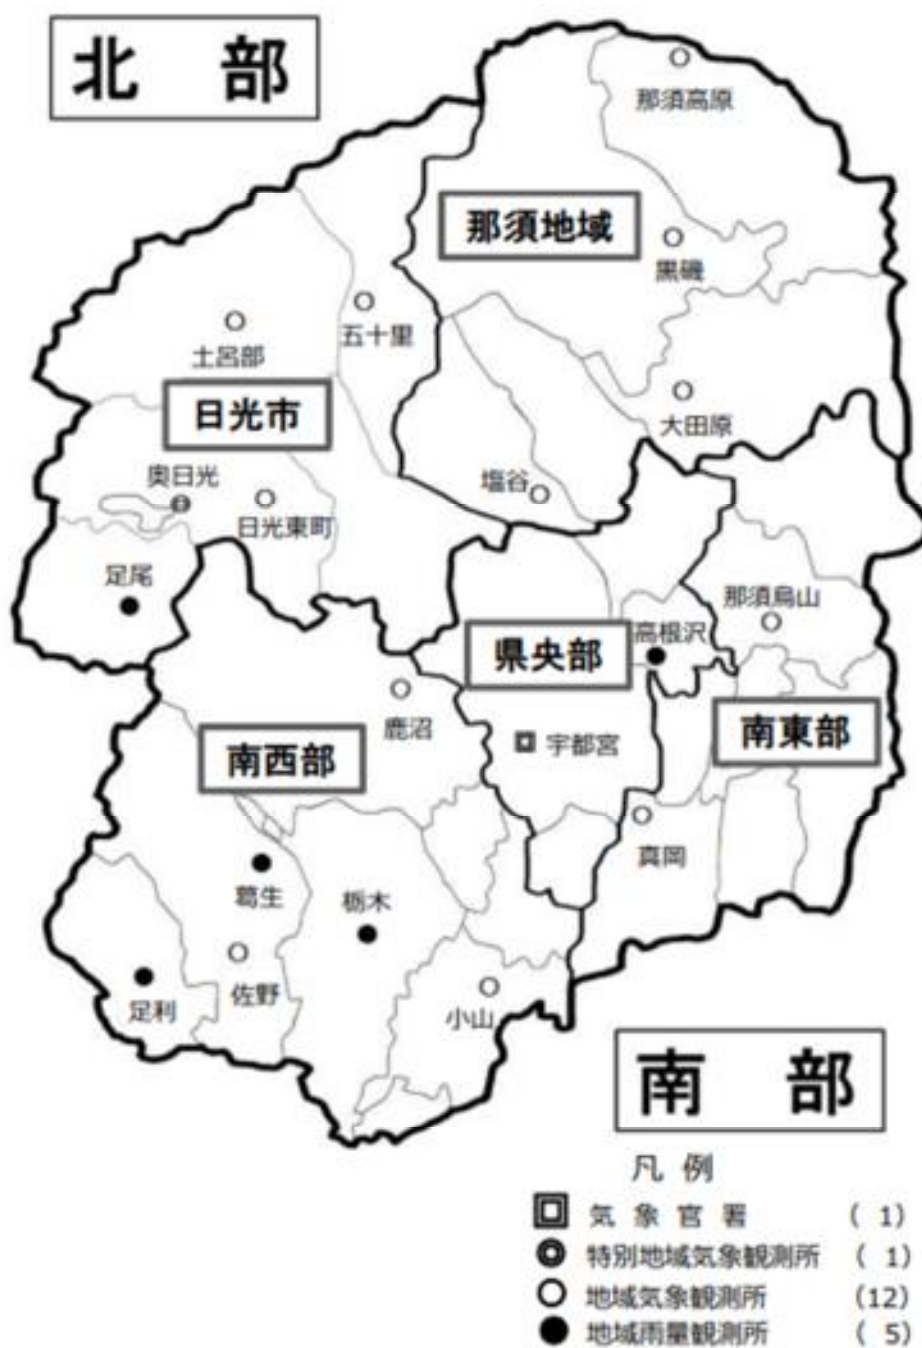 北　部
那須高原
那須地域
黒磯
五十里
土呂部
日光市
大田原
奥日光
塩谷
日光東町
足尾
那須烏山
高根沢
県央部
鹿沼
南西部
宇都宮
南東部
真岡
葛生
栃木
佐野
足利
小山
南　部
凡 例
気 象 官 署 ( 1)
特別地域気象観測所 ( 1)
地域気象観測所 (12)
地域雨量観測所 ( 5)